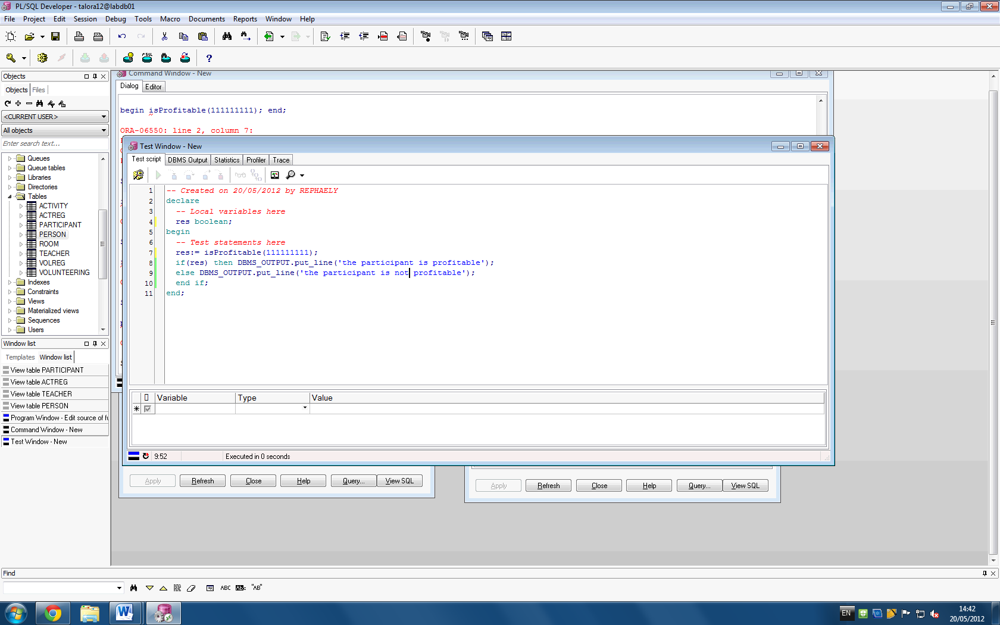 PL/SQL Developer - talora12@labdb01
File Project Edit Session Debug Tools Macro Documents Reports Window Help
Objects
Objects Files
<CURRENT USER>
All objects
Enter search text...
Queues
Queue tables
Libraries
Directories
Tables
ACTIVITY
ACTREG
PARTICIPANT
PERSON
ROOM
TEACHER
VOLREG
VOLUNTEERING
Indexes
Constraints
Views
Materialized views
Sequences
Users
Window list
Templates Window list
View table PARTICIPANT
View table ACTREG
View table TEACHER
View table PERSON
Program Window - Edit source of fu
Command Window - New
Test Window - New
Command Window - New
Dialog Editor
begin isProfitable(111111111); end;
ORA-06550: line 2, column 7:
Test Window - New
Test script DBMS Output Statistics Profiler Trace
1 -- Created on 20/05/2012 by REPHAELY
2 declare
3 -- Local variables here
4 res boolean;
5 begin
6 -- Test statements here
7 res:= isProfitable(111111111);
8 if(res) then DBMS_OUTPUT.put_line('the participant is profitable');
9 else DBMS_OUTPUT.put_line('the participant is not profitable');
10 end if;
11 end;
Variable Type Value
9:52 Executed in 0 seconds
Apply Refresh Close Help Query... View SQL
Apply Refresh Close Help Query... View SQL
Find
ABC "AB"
EN
14:42
20/05/2012